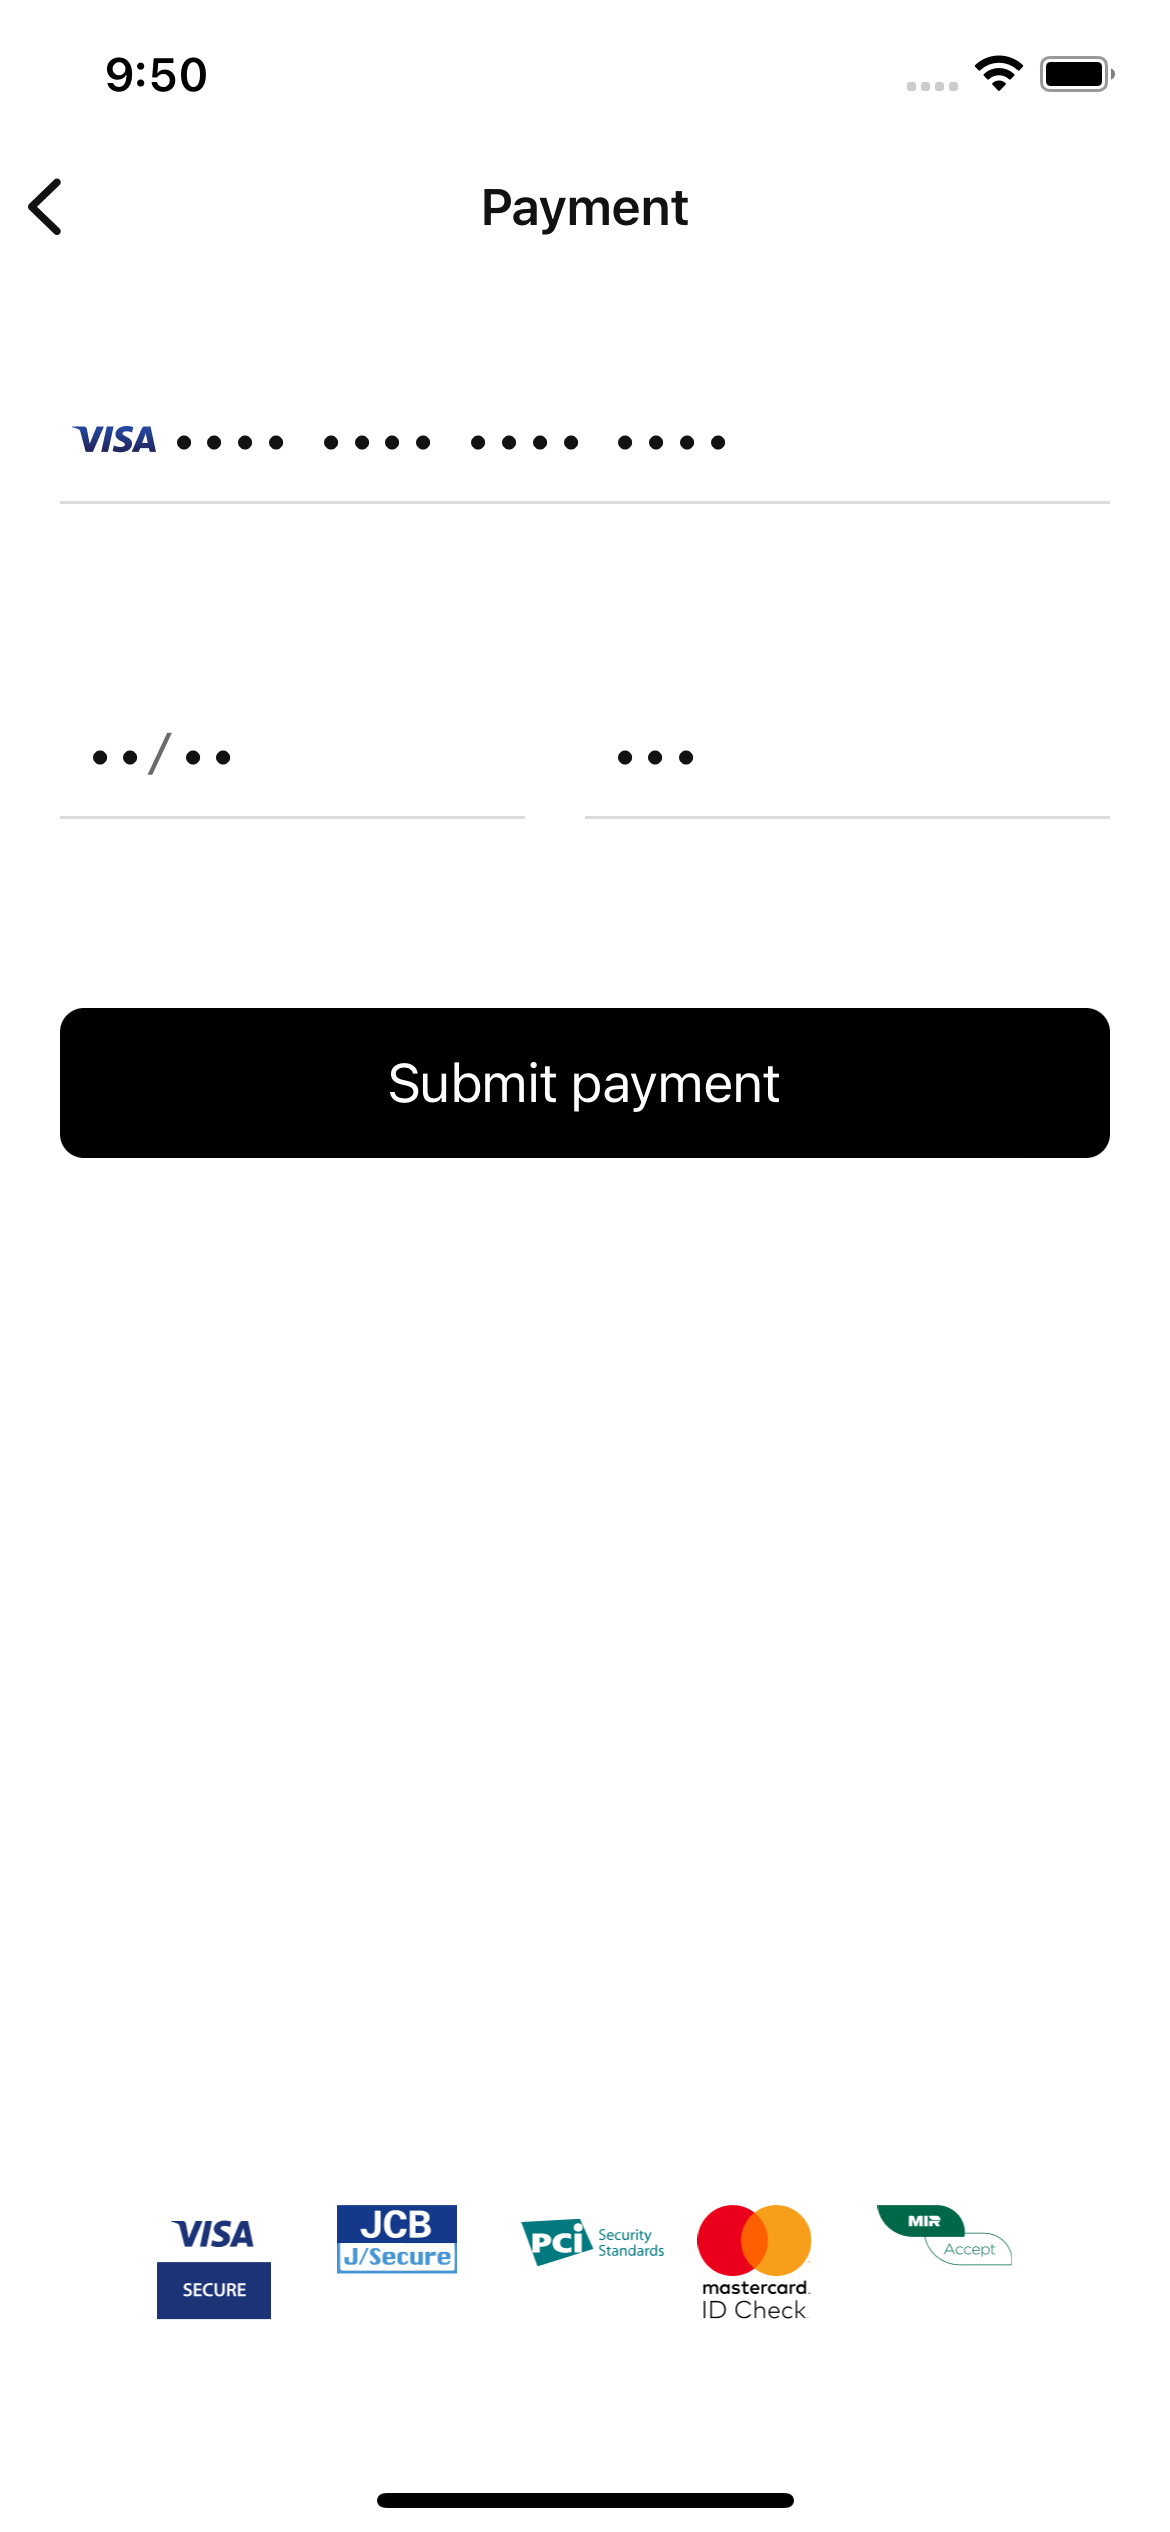 9:50
Payment
VISA •••• •••• •••• ••••
••/•• •••
Submit payment
VISA
SECURE
JCB
J/Secure
PCi Security
Standards
mastercard.
ID Check
MIR
Accept